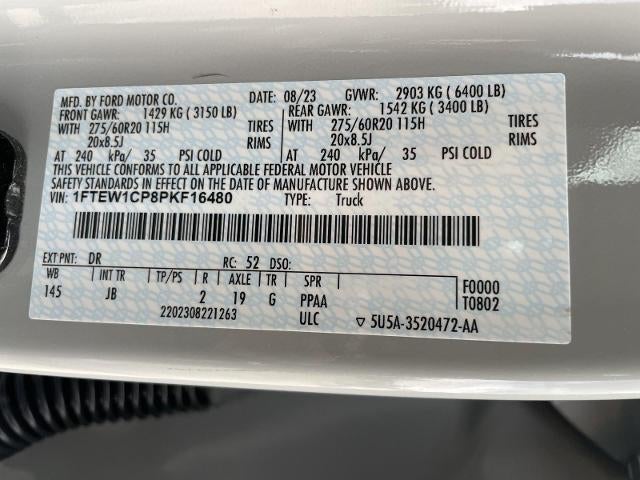 MFD. BY FORD MOTOR CO. DATE: 08/23 GVWR: 2903 KG ( 6400 LB)
FRONT GAWR: 1429 KG ( 3150 LB) REAR GAWR: 1542 KG ( 3400 LB)
WITH 275/60R20 115H TIRES WITH 275/60R20 115H TIRES
20x8.5J RIMS 20x8.5J RIMS
AT 240 kPa/ 35 PSI COLD AT 240 kPa/ 35 PSI COLD
THIS VEHICLE CONFORMS TO ALL APPLICABLE FEDERAL MOTOR VEHICLE
SAFETY STANDARDS IN EFFECT ON THE DATE OF MANUFACTURE SHOWN ABOVE.
VIN: 1FTEW1CP8PKF16480 TYPE: Truck
EXT PNT: DR RC: 52 DSO:
WB INT TR TP/PS R AXLE TR SPR F0000
145 JB 2 19 G PPAA T0802
2202308221263 ULC ▽5U5A-3520472-AA